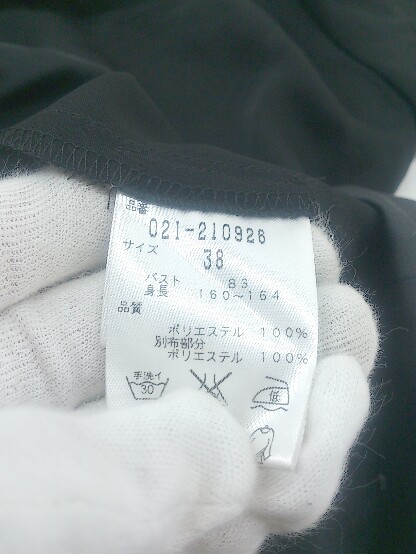 品番
021-210926
サイズ
38
バスト 83
身長 160~164
品質
ポリエステル 100%
別布部分
ポリエステル 100%
手洗イ
30
低